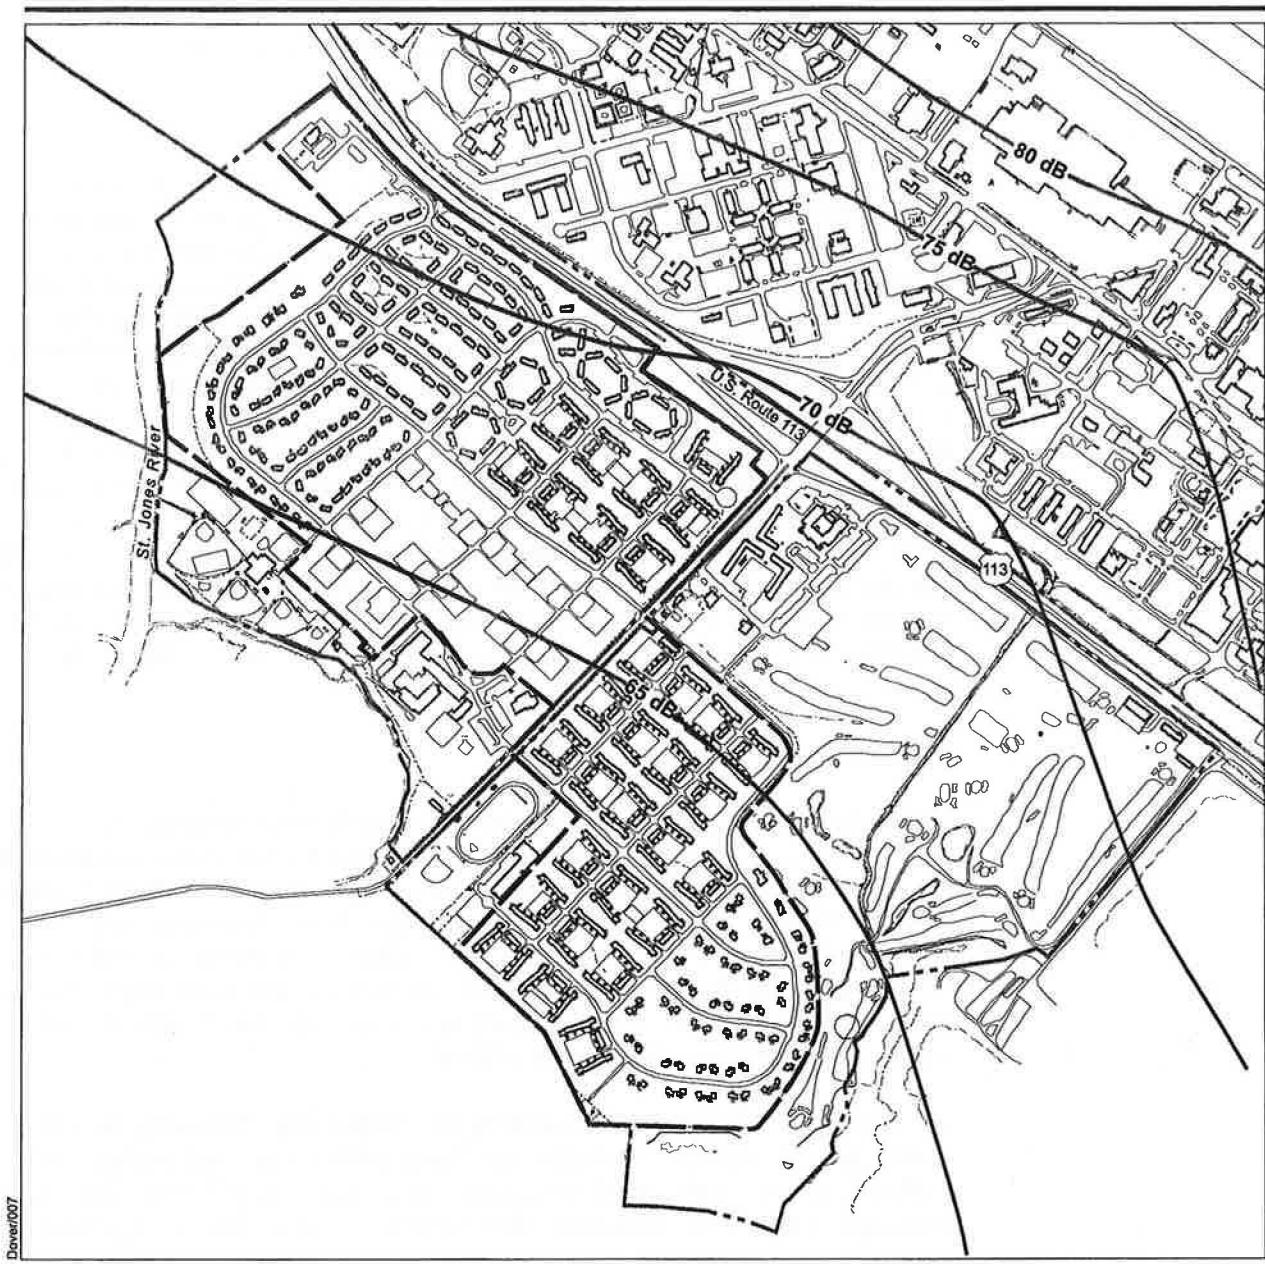 80 dB
75 dB
U.S. Route 113
70 dB
St. Jones River
113
65 dB
Dover/007